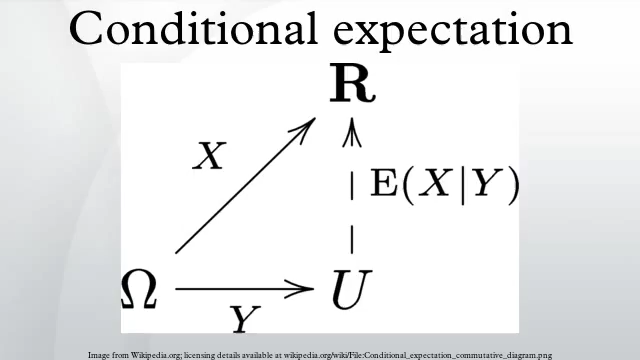 Conditional expectation
R
X
E(X|Y)
Ω
U
Y
Image from Wikipedia.org; licensing details available at wikipedia.org/wiki/File:Conditional_expectation_commutative_diagram.png